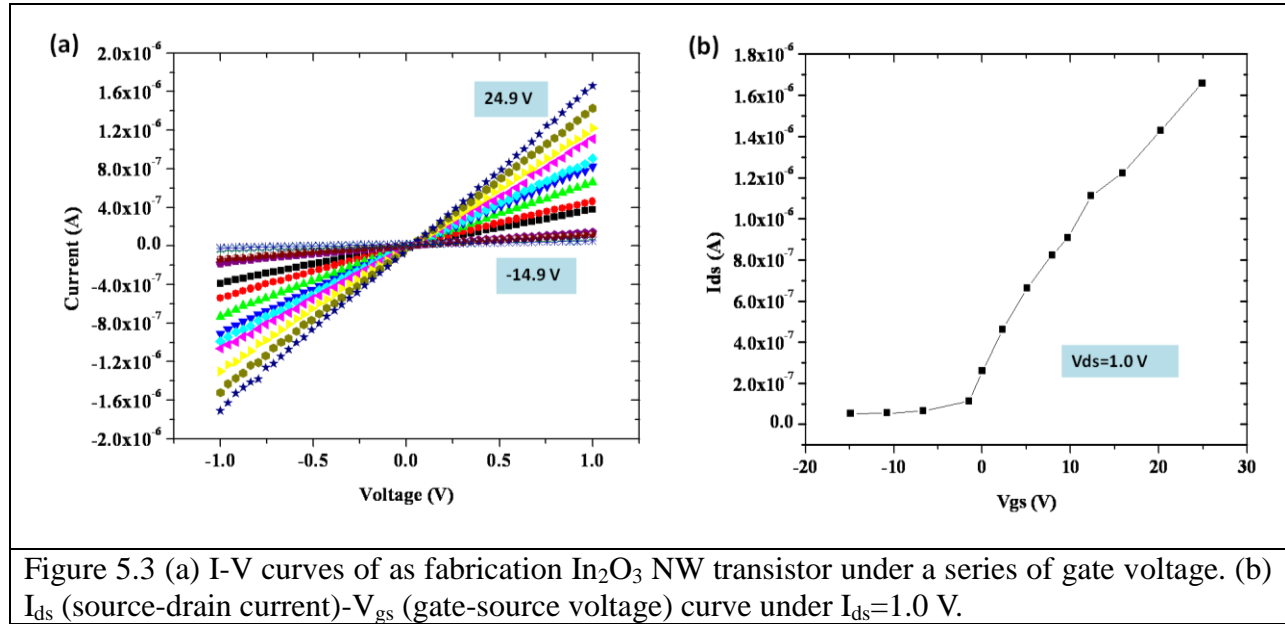 (a)
2.0x10⁻⁶
1.6x10⁻⁶
1.2x10⁻⁶
8.0x10⁻⁷
4.0x10⁻⁷
0.0
-4.0x10⁻⁷
-8.0x10⁻⁷
-1.2x10⁻⁶
-1.6x10⁻⁶
-2.0x10⁻⁶
Current (A)
24.9 V
-14.9 V
-1.0 -0.5 0.0 0.5 1.0
Voltage (V)
(b)
1.8x10⁻⁶
1.6x10⁻⁶
1.4x10⁻⁶
1.2x10⁻⁶
1.0x10⁻⁶
8.0x10⁻⁷
6.0x10⁻⁷
4.0x10⁻⁷
2.0x10⁻⁷
0.0
Ids (A)
Vds=1.0 V
-20 -10 0 10 20 30
Vgs (V)
Figure 5.3 (a) I-V curves of as fabrication In₂O₃ NW transistor under a series of gate voltage. (b)
I_ds (source-drain current)-V_gs (gate-source voltage) curve under I_ds=1.0 V.